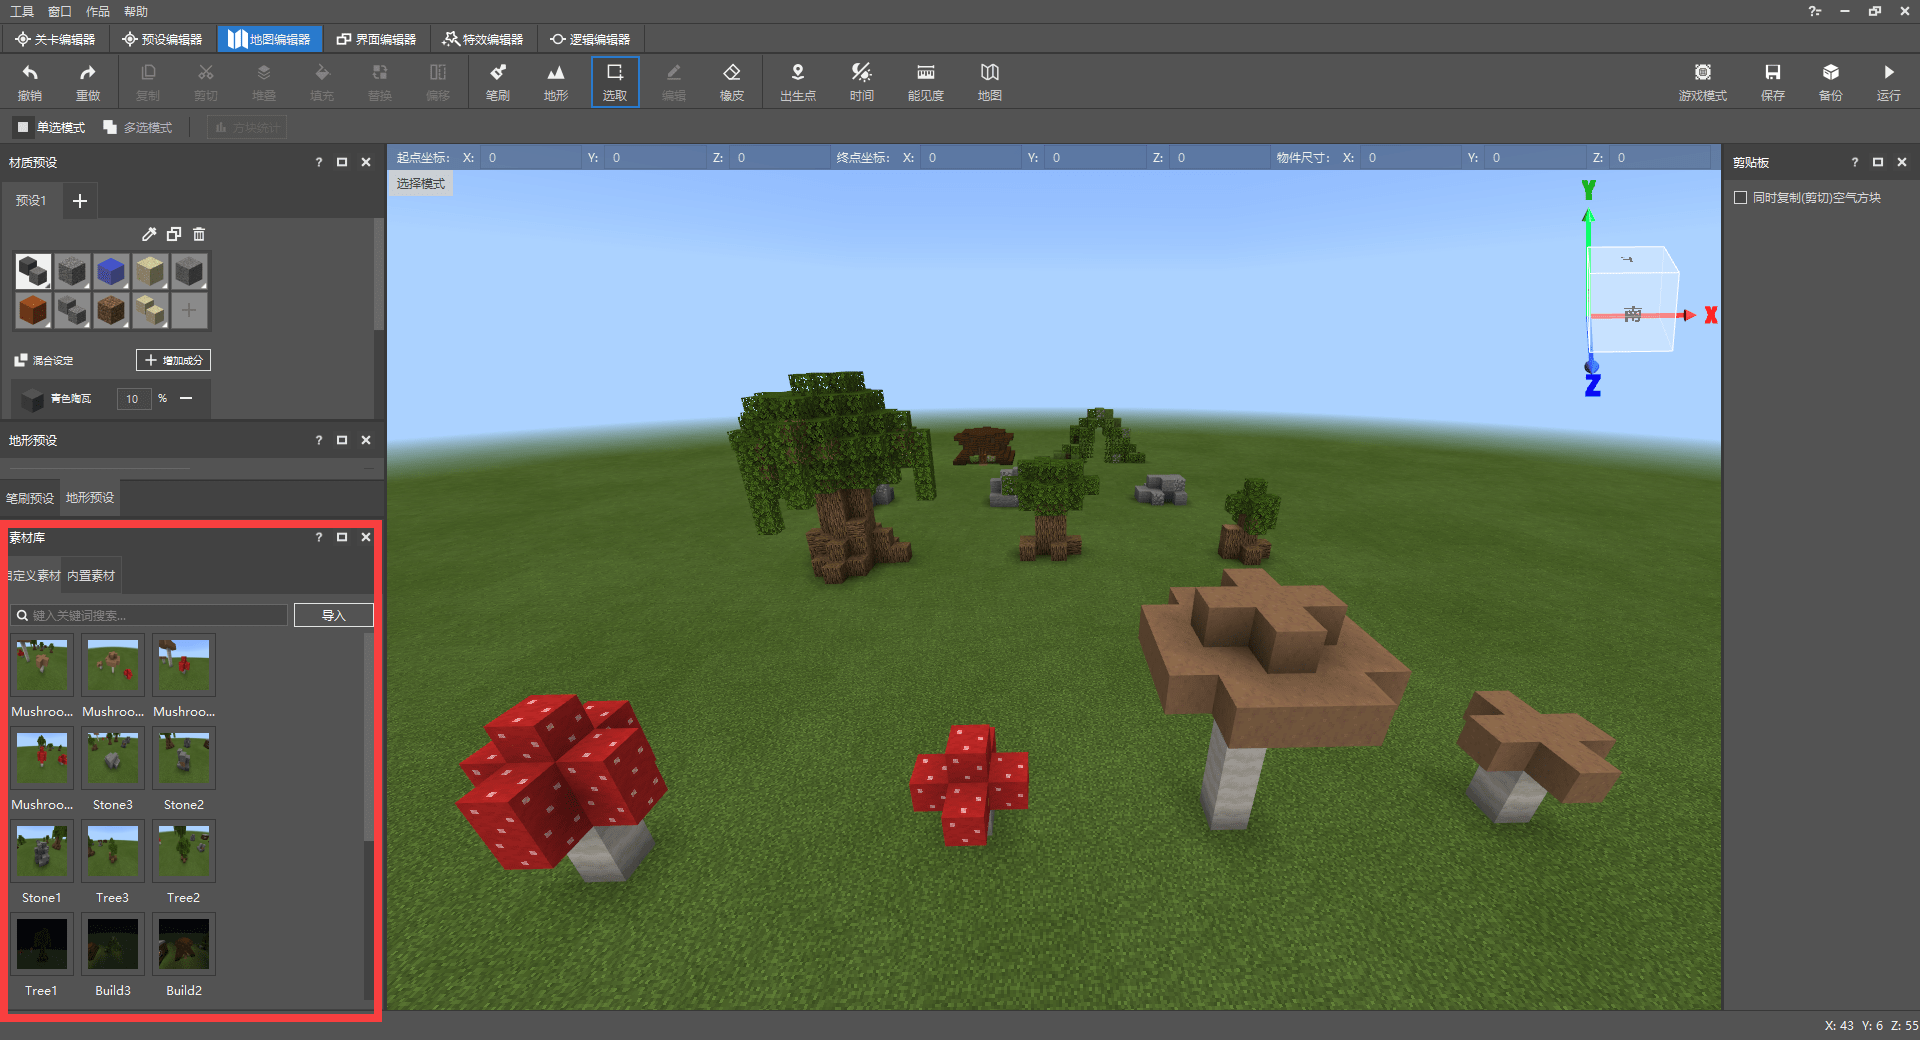 工具 窗口 作品 帮助
关卡编辑器 预设编辑器 地图编辑器 界面编辑器 特效编辑器 逻辑编辑器
撤销 重做 复制 剪切 堆叠 填充 替换 偏移 笔刷 地形 选取 编辑 橡皮 出生点 时间 能见度 地图 游戏模式 保存 备份 运行
单选模式 多选模式 方块统计
材质预设 ?
起点坐标: X: 0 Y: 0 Z: 0 终点坐标: X: 0 Y: 0 Z: 0 物件尺寸: X: 0 Y: 0 Z: 0
剪贴板 ?
选择模式
预设1 +
同时复制(剪切)空气方块
Y
南
X
Z
混合设定 增加成分
青色陶瓦 10 %
地形预设 ?
笔刷预设 地形预设
素材库 ?
自定义素材 内置素材
键入关键词搜索... 导入
Mushroo... Mushroo... Mushroo...
Mushroo... Stone3 Stone2
Stone1 Tree3 Tree2
Tree1 Build3 Build2
X: 43 Y: 6 Z: 55